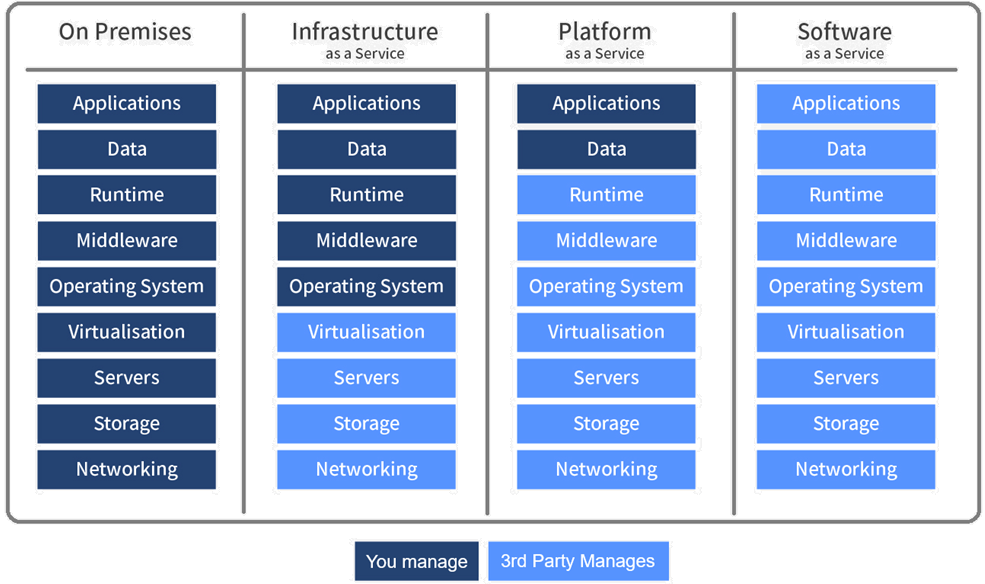 On Premises
Infrastructure
as a Service
Platform
as a Service
Software
as a Service
Applications
Data
Runtime
Middleware
Operating System
Virtualisation
Servers
Storage
Networking
Applications
Data
Runtime
Middleware
Operating System
Virtualisation
Servers
Storage
Networking
Applications
Data
Runtime
Middleware
Operating System
Virtualisation
Servers
Storage
Networking
Applications
Data
Runtime
Middleware
Operating System
Virtualisation
Servers
Storage
Networking
You manage
3rd Party Manages